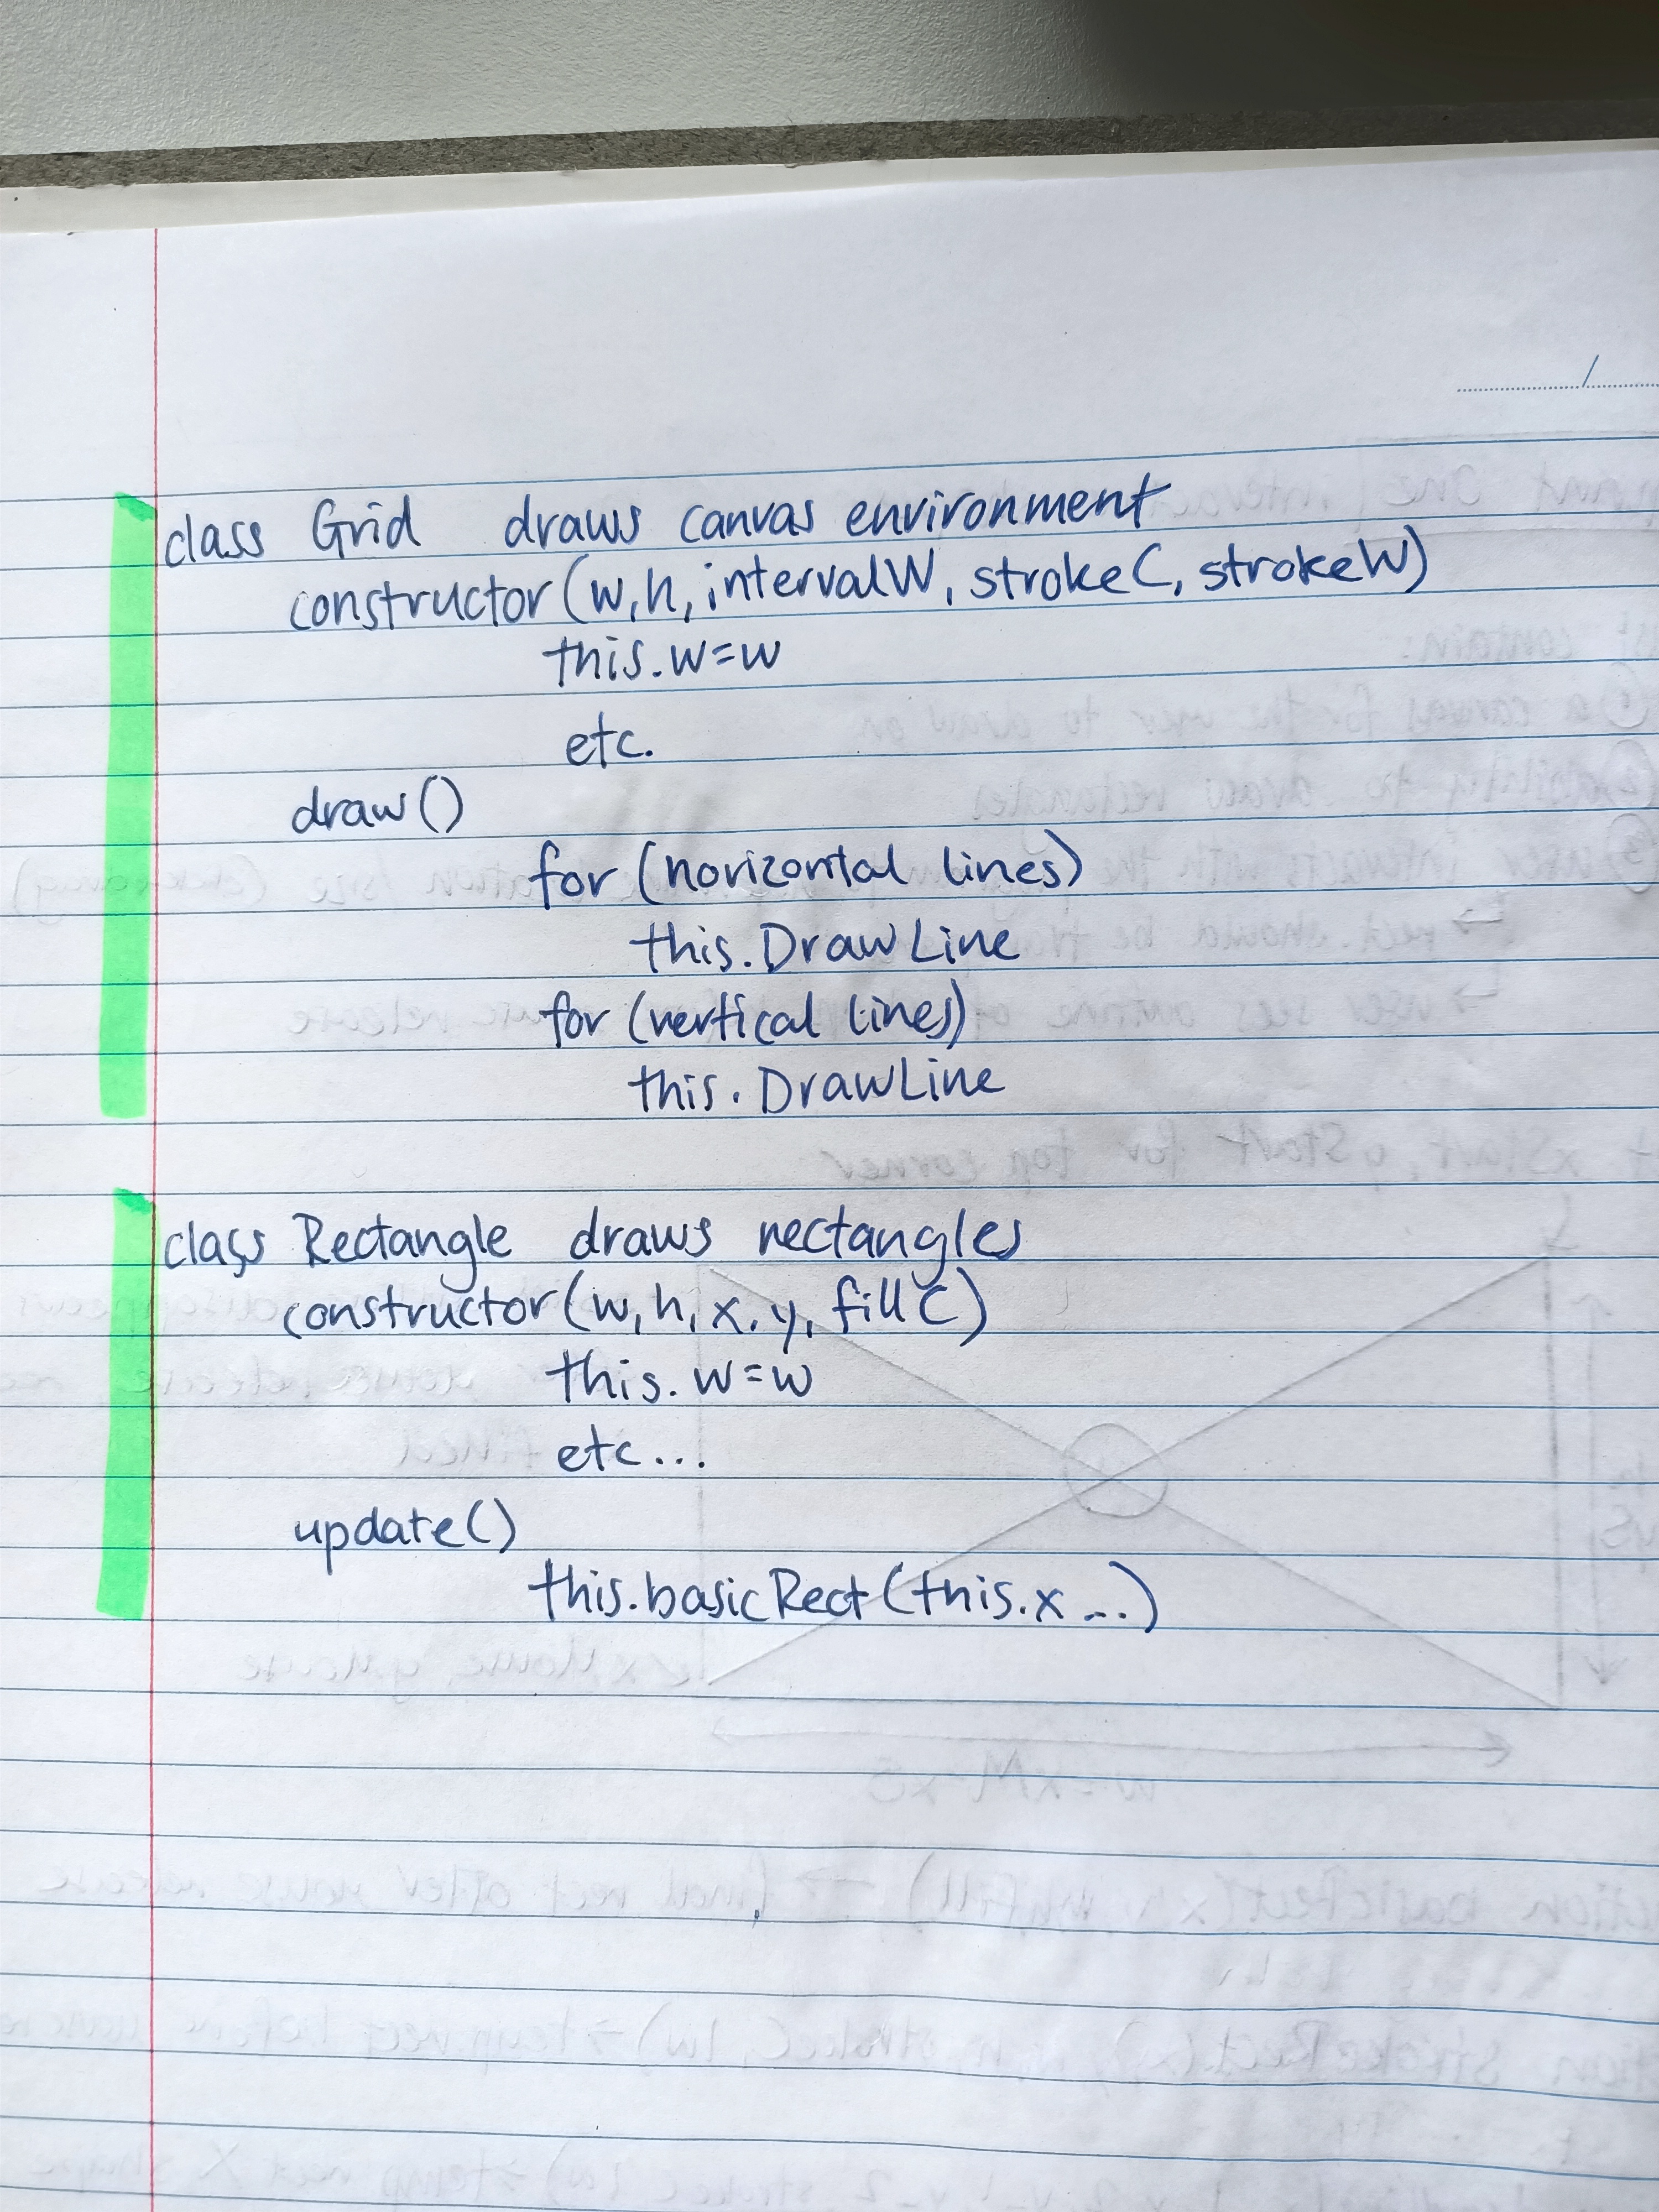 class Grid draws canvas environment
constructor(w,h,intervalW, strokeC, strokeW)
this.w=w
etc.
draw()
for (horizontal lines)
this.DrawLine
for (vertical lines)
this.DrawLine
class Rectangle draws rectangles
constructor(w,h,x,y,fillC)
this.w=w
etc...
update()
this.basicRect(this.x...)